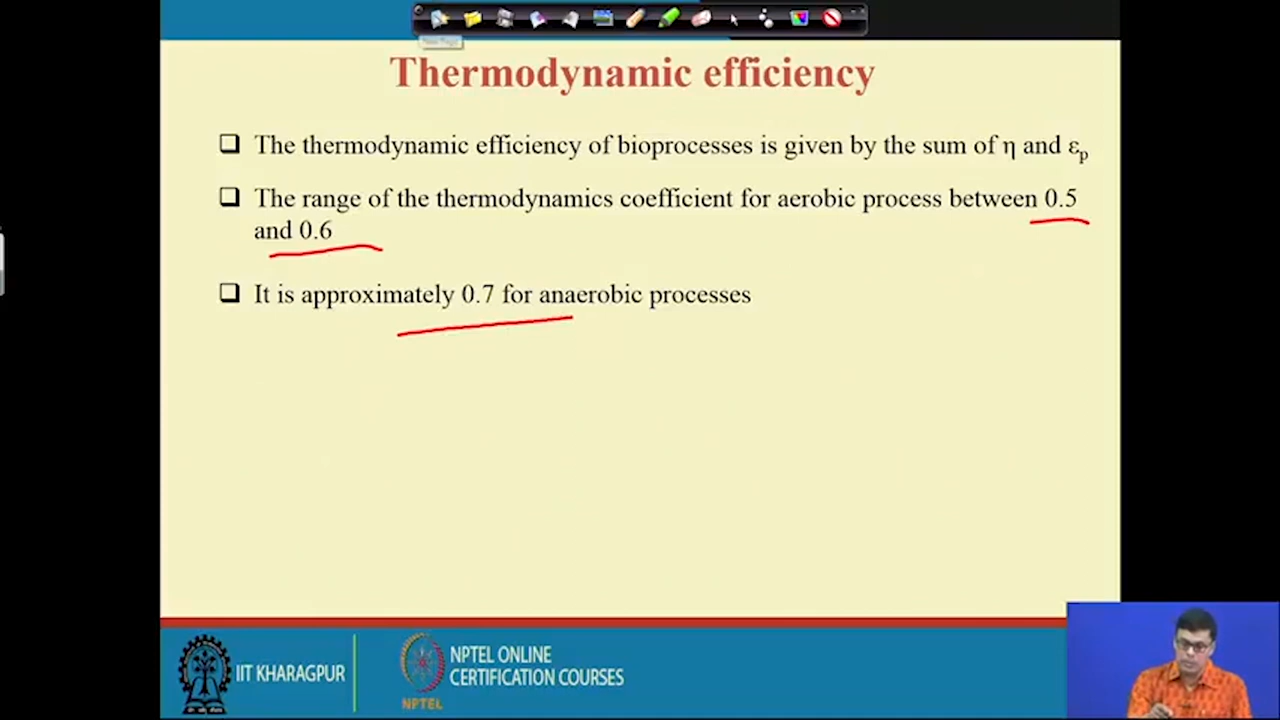 Thermodynamic efficiency
❑ The thermodynamic efficiency of bioprocesses is given by the sum of η and εp
❑ The range of the thermodynamics coefficient for aerobic process between 0.5
and 0.6
❑ It is approximately 0.7 for anaerobic processes
IIT KHARAGPUR
NPTEL ONLINE
CERTIFICATION COURSES
NPTEL